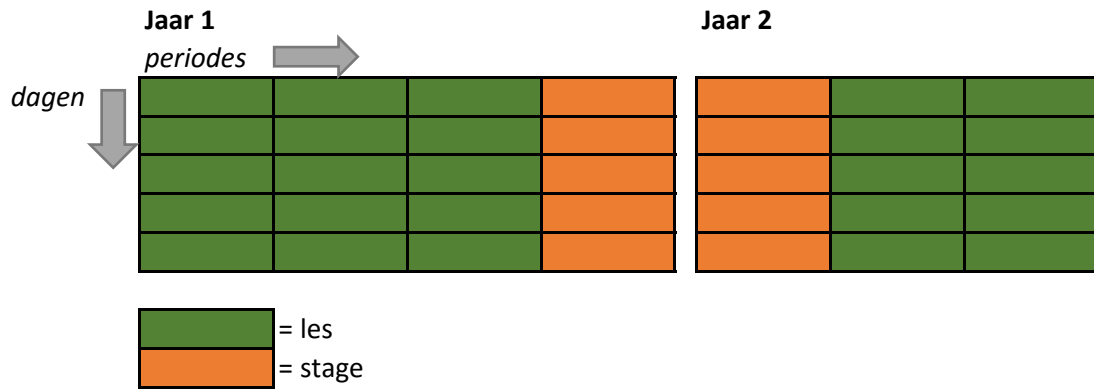 Jaar 1
Jaar 2
periodes
dagen
= les
= stage